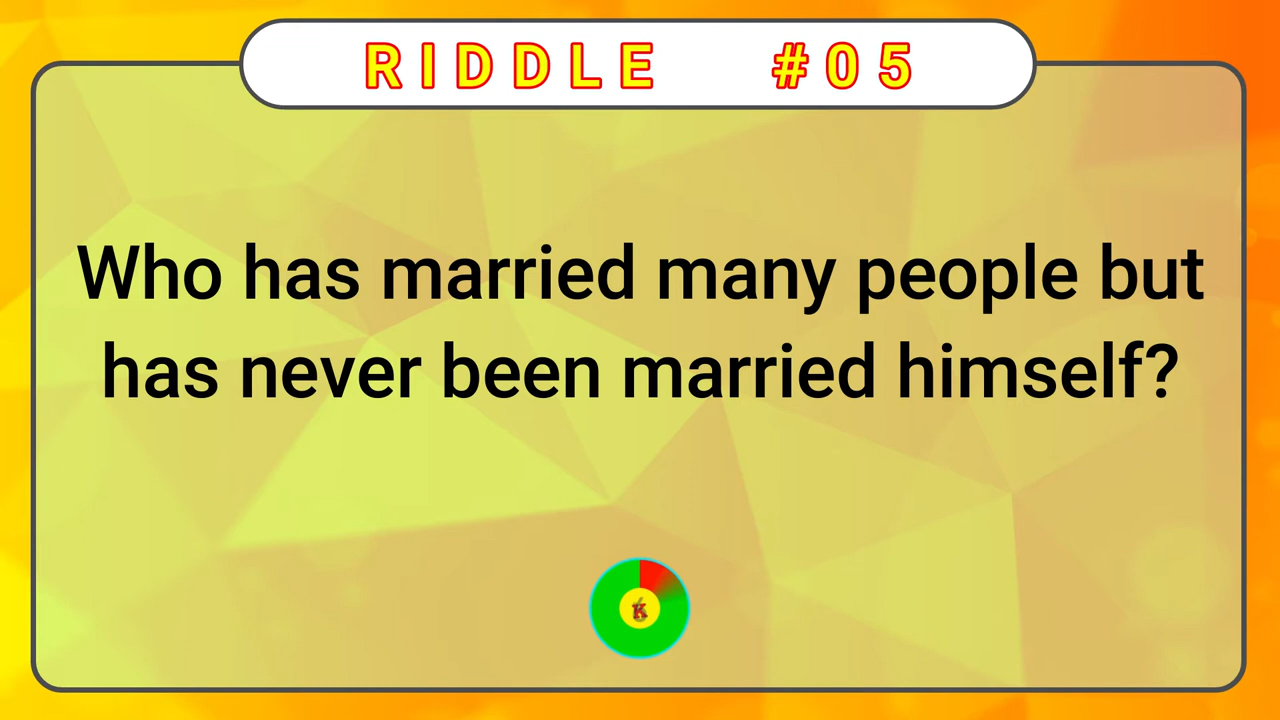 RIDDLE #05
Who has married many people but
has never been married himself?
K